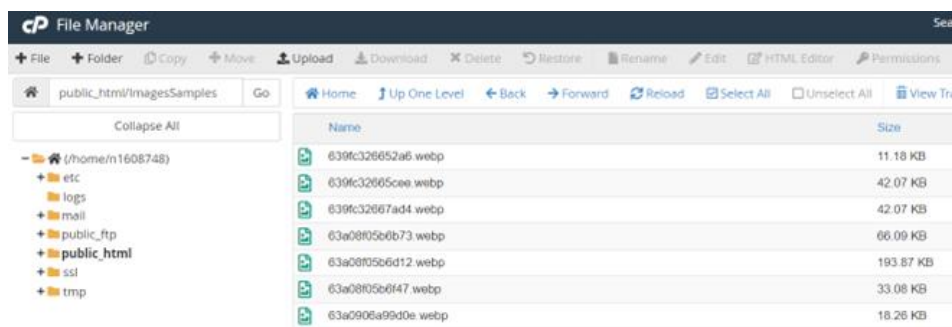 cP File Manager
Sea
File Folder Copy Move Upload Download Delete Restore Rename Edit HTML Editor Permissions
public_html/ImagesSamples Go Home Up One Level Back Forward Reload Select All Unselect All View Tra
Collapse All
Name Size
(/home/n1608748)
etc
logs
mail
public_ftp
public_html
ssl
tmp
639fc326652a6.webp 11.18 KB
639fc32665cee.webp 42.07 KB
639fc32667ad4.webp 42.07 KB
63a08f05b6b73.webp 66.09 KB
63a08f05b6d12.webp 193.87 KB
63a08f05b6f47.webp 33.08 KB
63a0906a99d0e.webp 18.26 KB